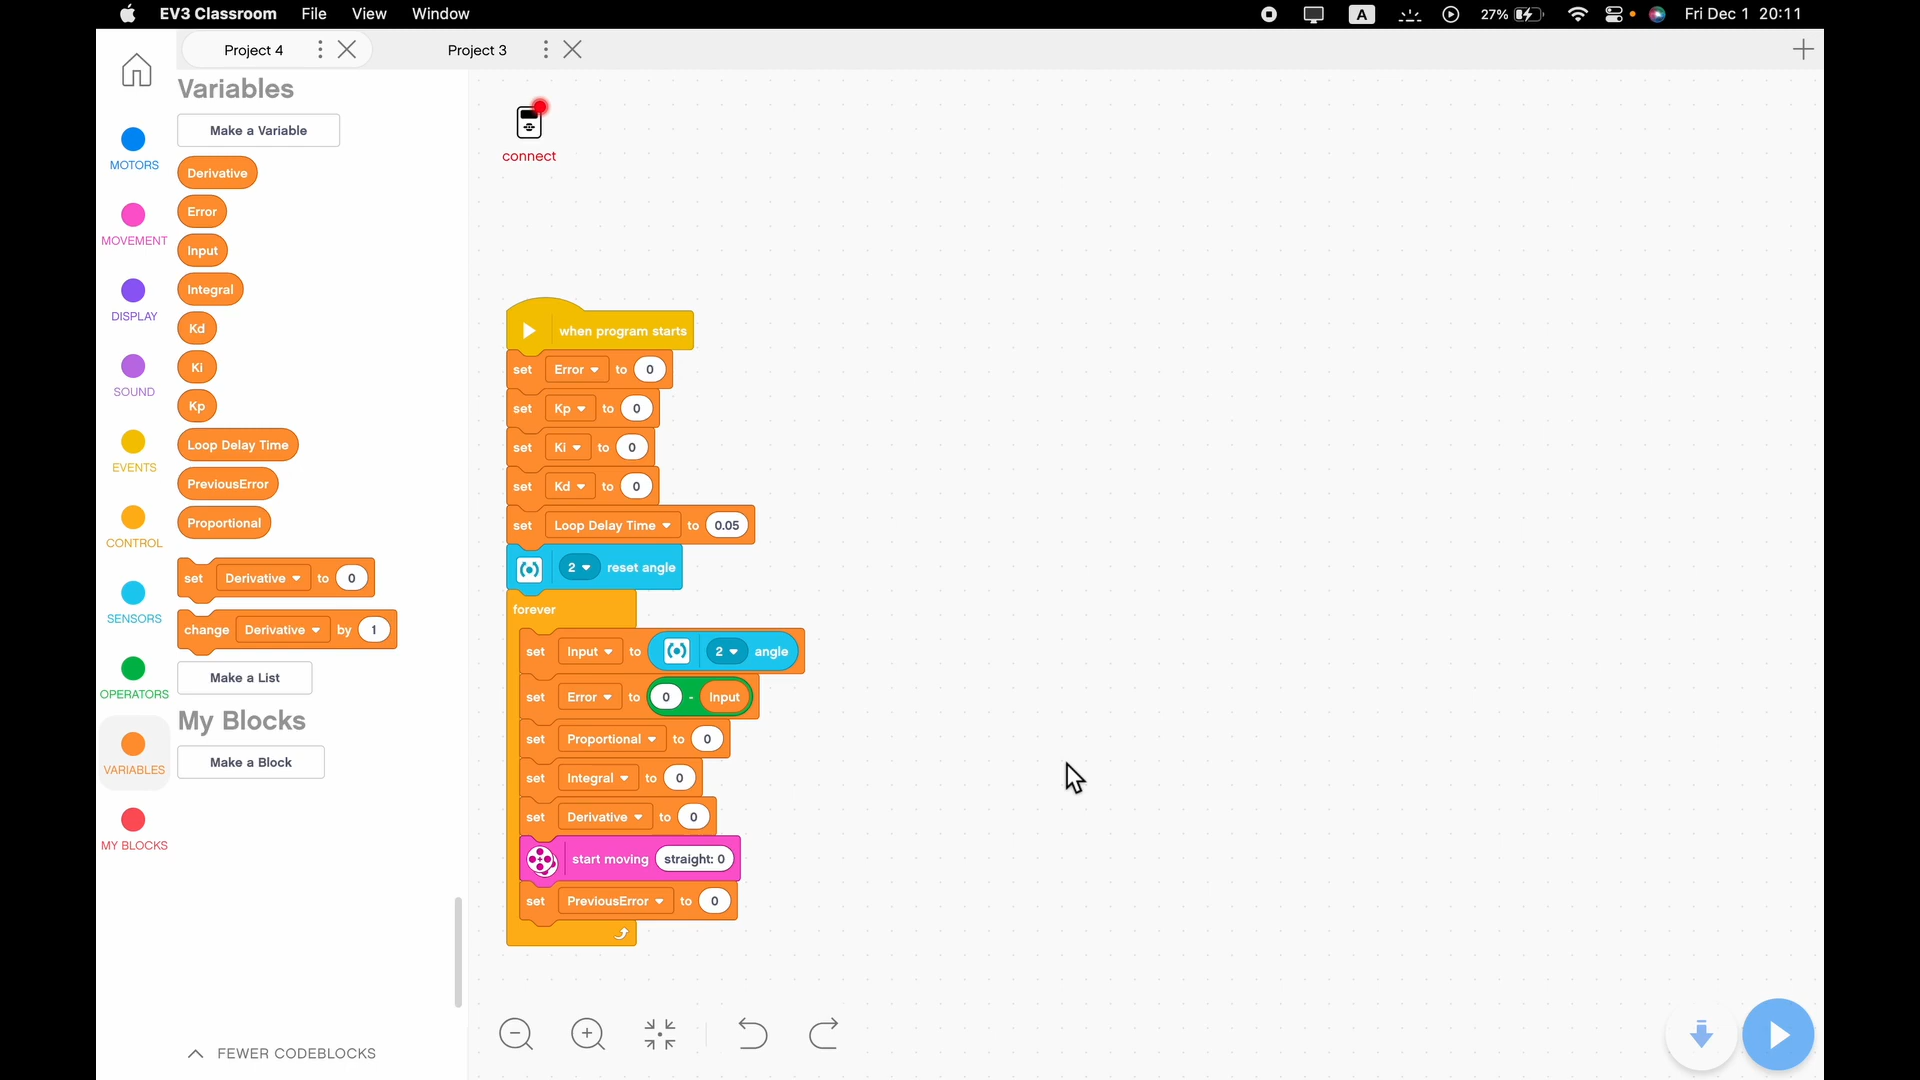 EV3 Classroom File View Window A 27% Fri Dec 1 20:11
Project 4 Project 3
Variables
Make a Variable
Derivative
Error
Input
Integral
Kd
Ki
Kp
Loop Delay Time
PreviousError
Proportional
set Derivative to 0
change Derivative by 1
Make a List
My Blocks
Make a Block
MOTORS
MOVEMENT
DISPLAY
SOUND
EVENTS
CONTROL
SENSORS
OPERATORS
VARIABLES
MY BLOCKS
FEWER CODEBLOCKS
connect
when program starts
set Error to 0
set Kp to 0
set Ki to 0
set Kd to 0
set Loop Delay Time to 0.05
2 reset angle
forever
set Input to 2 angle
set Error to 0 - Input
set Proportional to 0
set Integral to 0
set Derivative to 0
start moving straight: 0
set PreviousError to 0